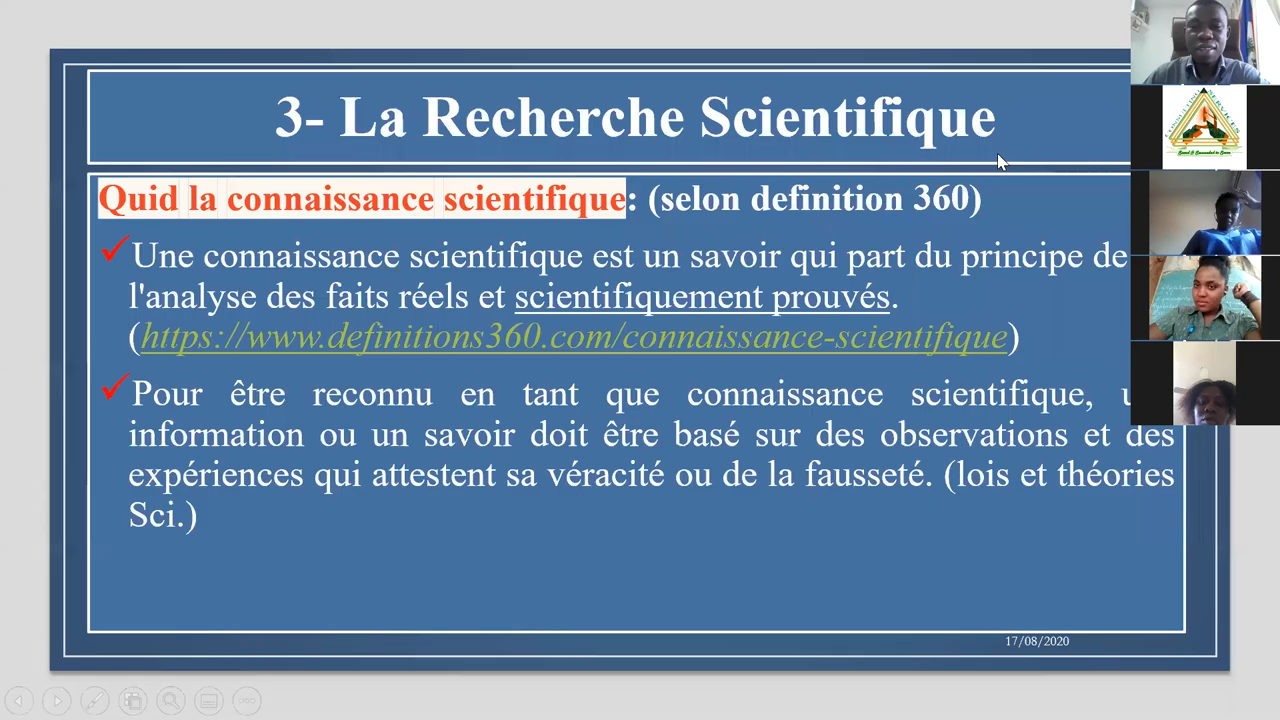 3- La Recherche Scientifique
Quid la connaissance scientifique: (selon definition 360)
Une connaissance scientifique est un savoir qui part du principe de
l'analyse des faits réels et scientifiquement prouvés.
(https://www.definitions360.com/connaissance-scientifique)
Pour être reconnu en tant que connaissance scientifique,
information ou un savoir doit être basé sur des observations et des
expériences qui attestent sa véracité ou de la fausseté. (lois et théories
Sci.)
17/08/2020